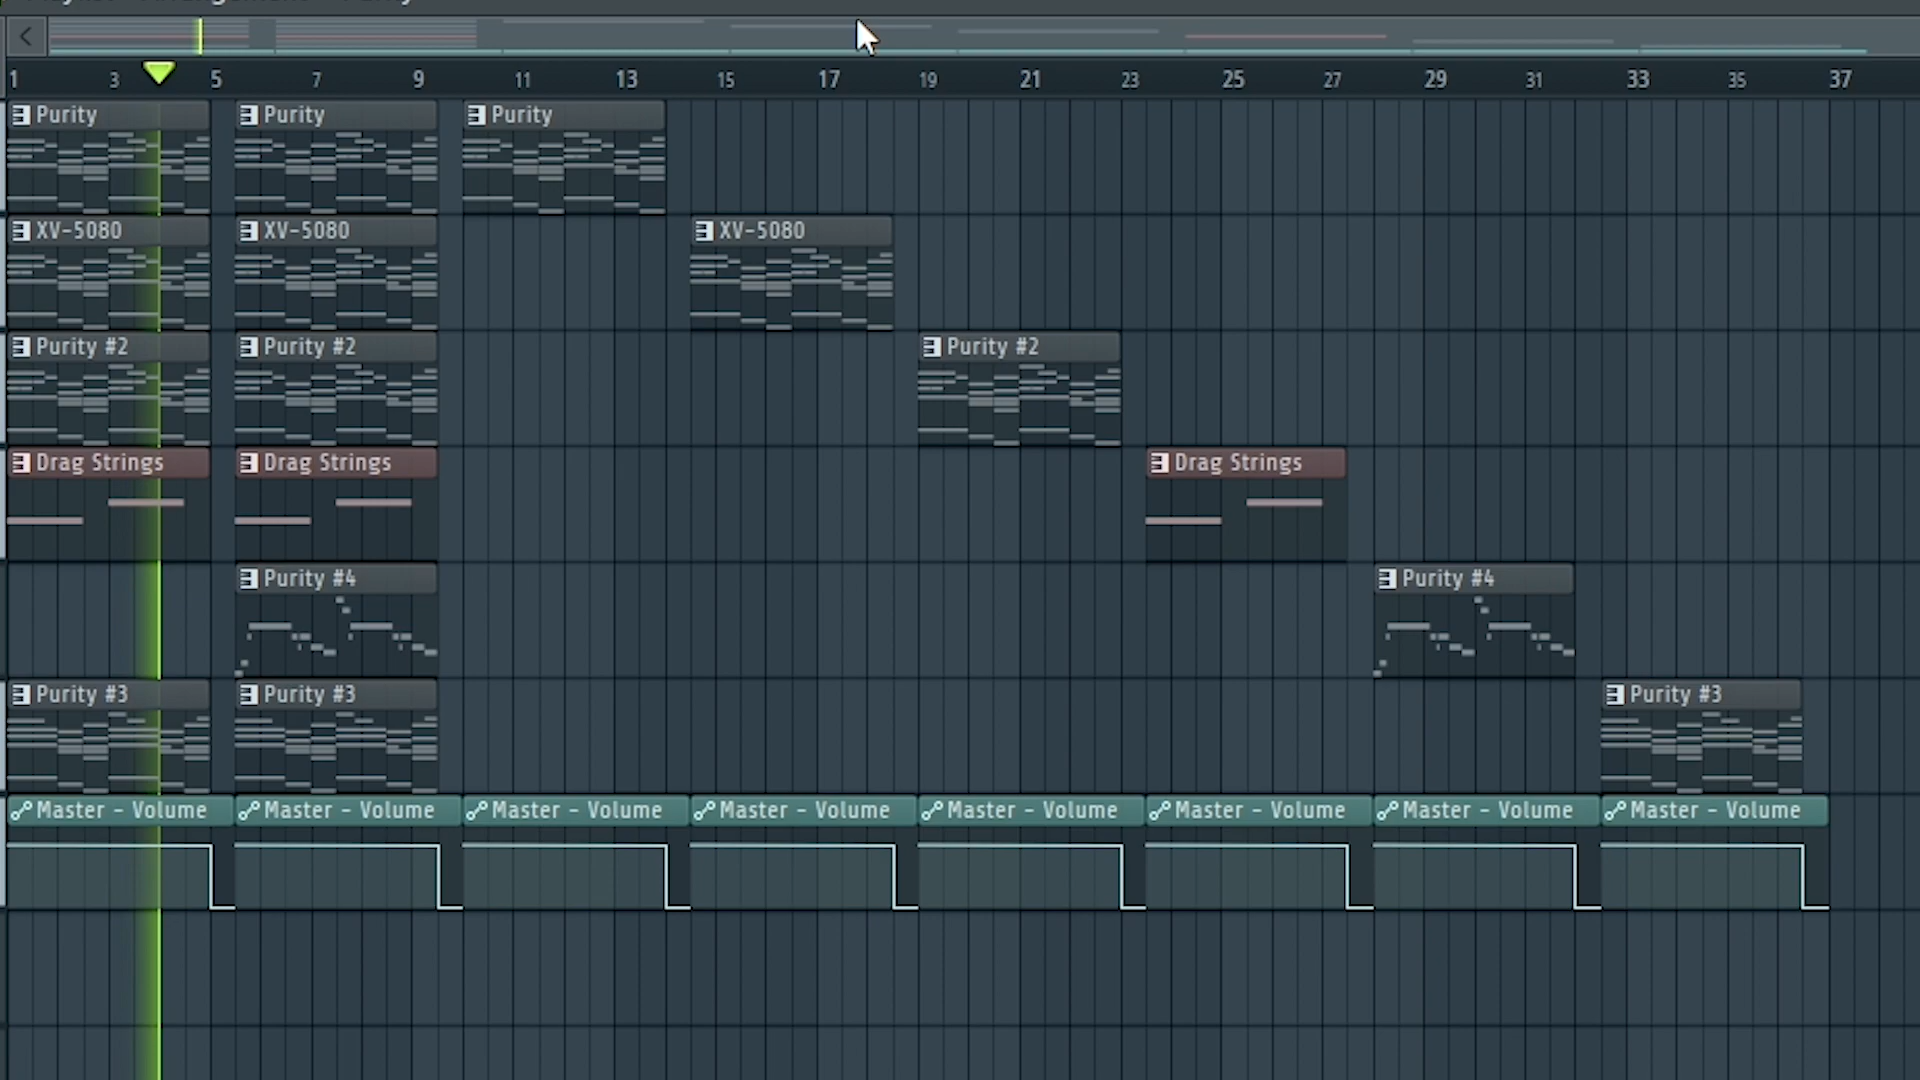 1 3 5 7 9 11 13 15 17 19 21 23 25 27 29 31 33 35 37
Purity Purity Purity
XV-5080 XV-5080 XV-5080
Purity #2 Purity #2 Purity #2
Drag Strings Drag Strings Drag Strings
Purity #4 Purity #4
Purity #3 Purity #3 Purity #3
Master - Volume Master - Volume Master - Volume Master - Volume Master - Volume Master - Volume Master - Volume Master - Volume